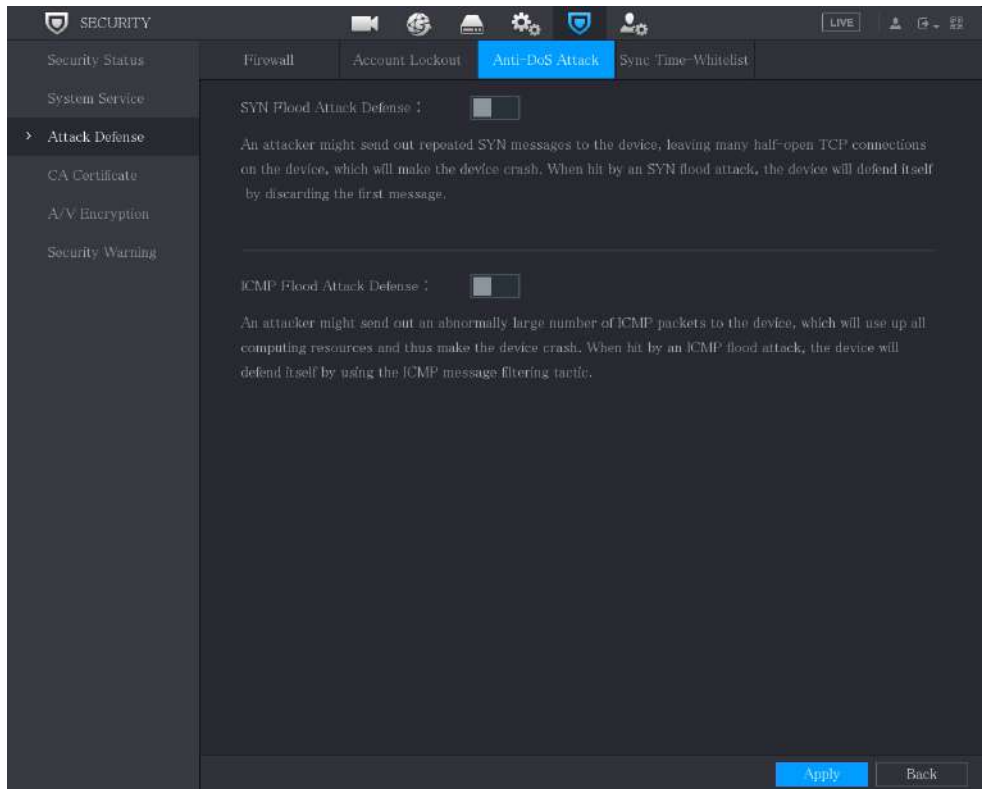 SECURITY
LIVE
Security Status
System Service
Attack Defense
CA Certificate
A/V Encryption
Security Warning
Firewall
Account Lockout
Anti-DoS Attack
Sync Time-Whitelist
SYN Flood Attack Defense :
An attacker might send out repeated SYN messages to the device, leaving many half-open TCP connections
on the device, which will make the device crash. When hit by an SYN flood attack, the device will defend itself
by discarding the first message.
ICMP Flood Attack Defense :
An attacker might send out an abnormally large number of ICMP packets to the device, which will use up all
computing resources and thus make the device crash. When hit by an ICMP flood attack, the device will
defend itself by using the ICMP message filtering tactic.
Apply
Back